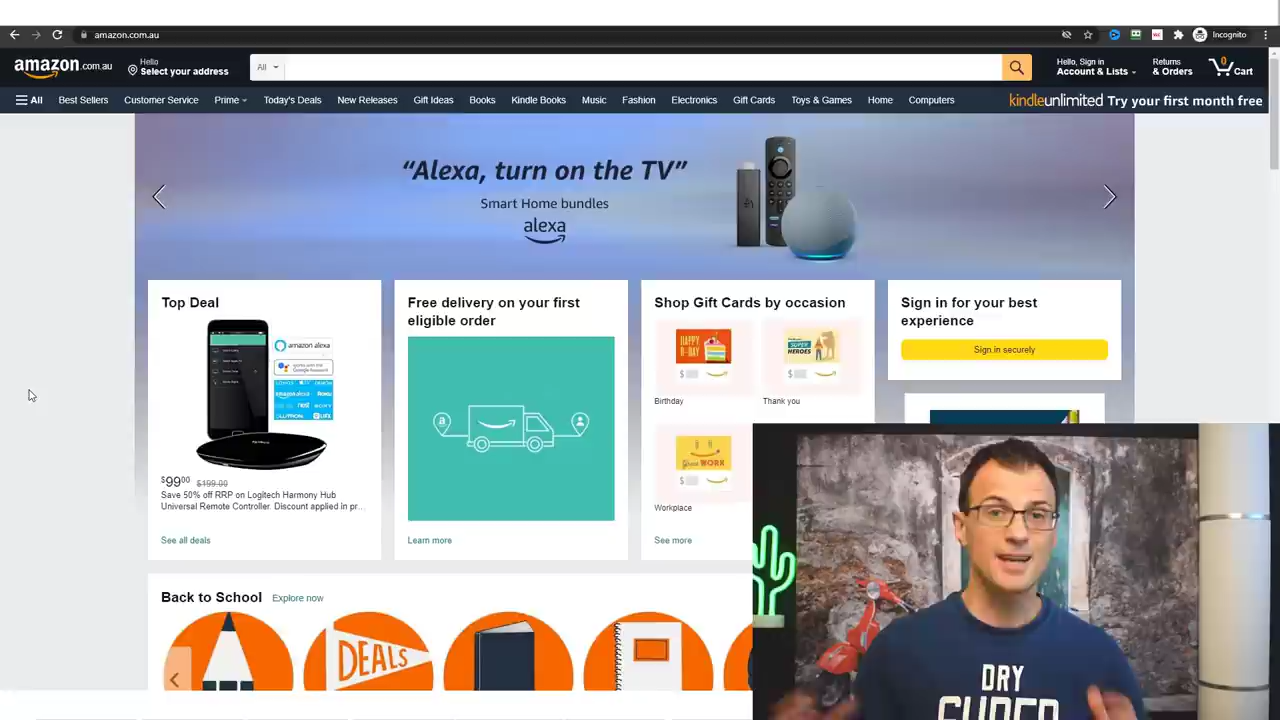 amazon.com.au
Incognito
amazon.com.au
Hello
Select your address
All
Hello, Sign in
Account & Lists
Returns
& Orders
0
Cart
All
Best Sellers
Customer Service
Prime
Today's Deals
New Releases
Gift Ideas
Books
Kindle Books
Music
Fashion
Electronics
Gift Cards
Toys & Games
Home
Computers
kindleunlimited Try your first month free
“Alexa, turn on the TV”
Smart Home bundles
alexa
Top Deal
amazon alexa
$99.00 $199.00
Save 50% off RRP on Logitech Harmony Hub
Universal Remote Controller. Discount applied in pr…
See all deals
Free delivery on your first
eligible order
a
Learn more
Shop Gift Cards by occasion
HAPPY
B-DAY
SUPER
HEROES
$
$
Birthday
Thank you
WORK
$
Workplace
See more
Sign in for your best
experience
Sign in securely
Back to School
Explore now
DEALS
DRY